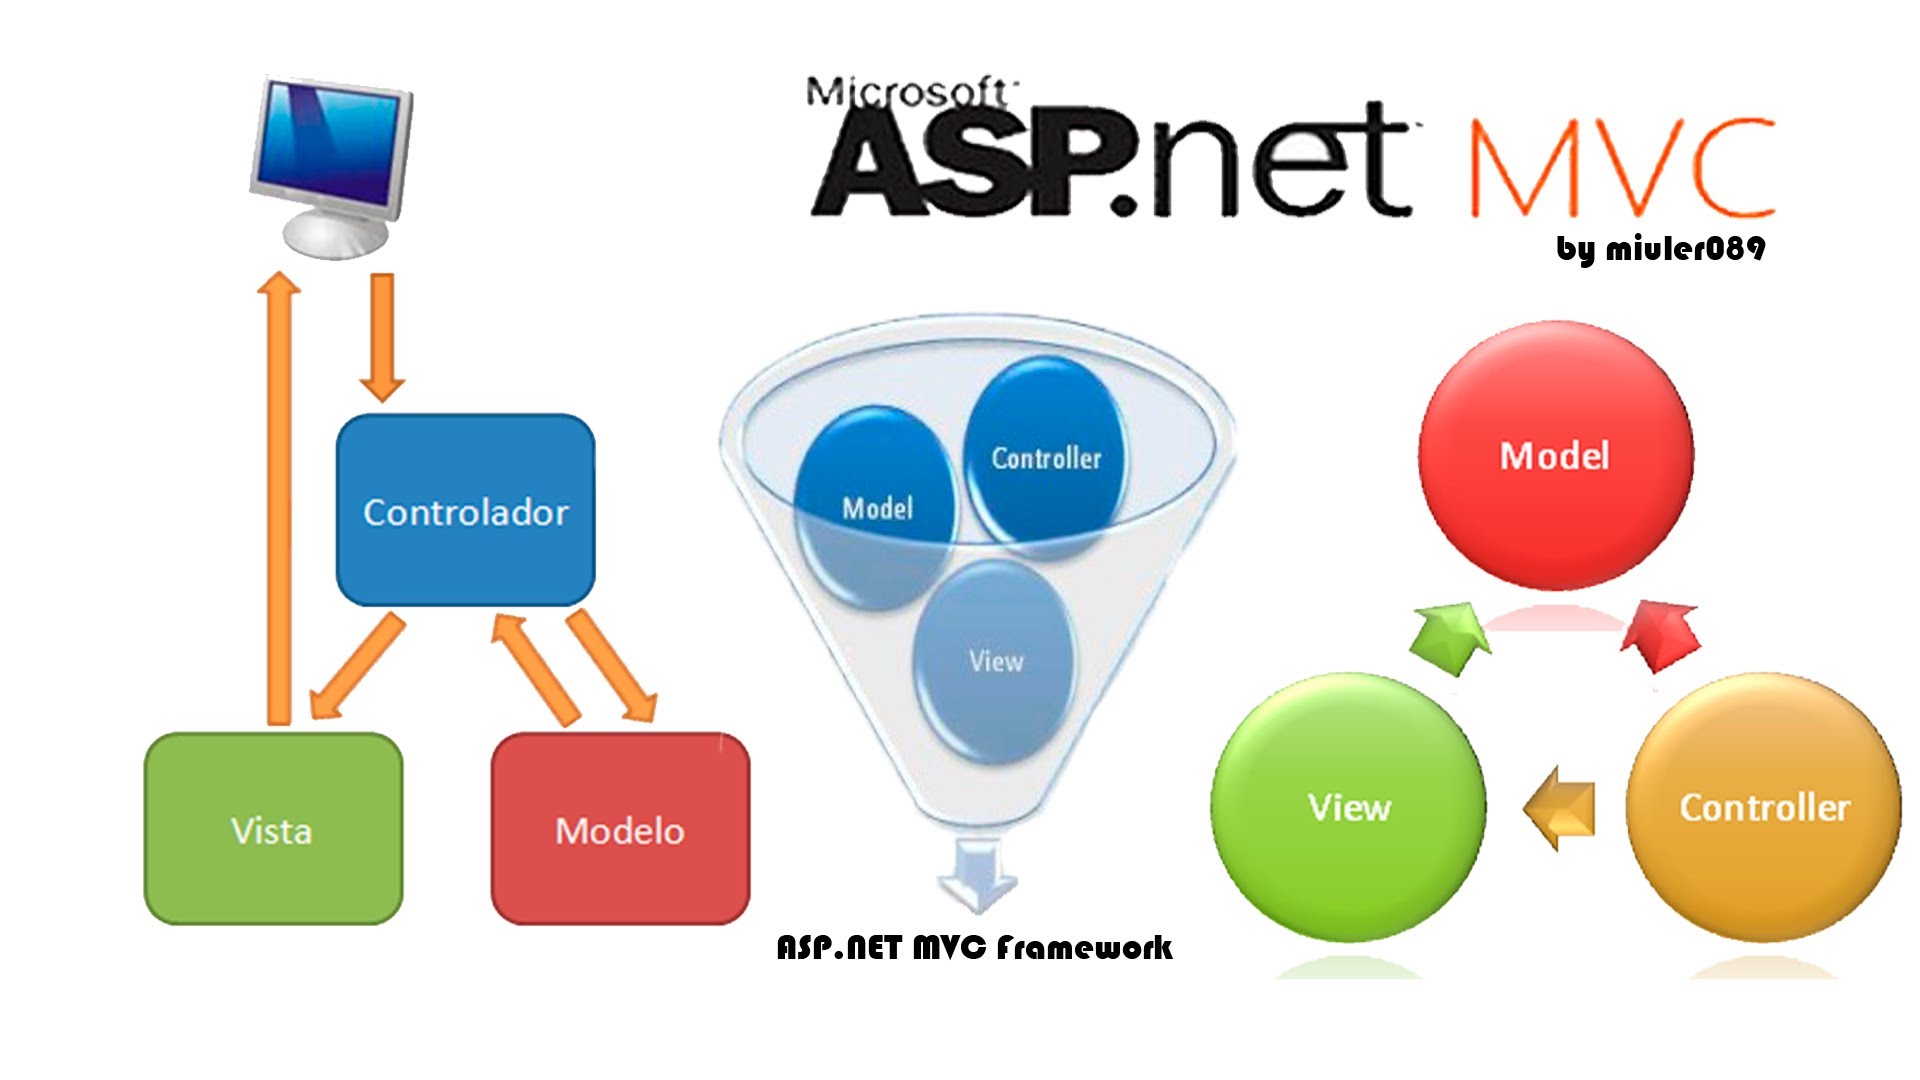 Microsoft
ASP.net MVC
by miuler089
Controlador
Vista
Modelo
Controller
Model
View
ASP.NET MVC Framework
Model
View
Controller